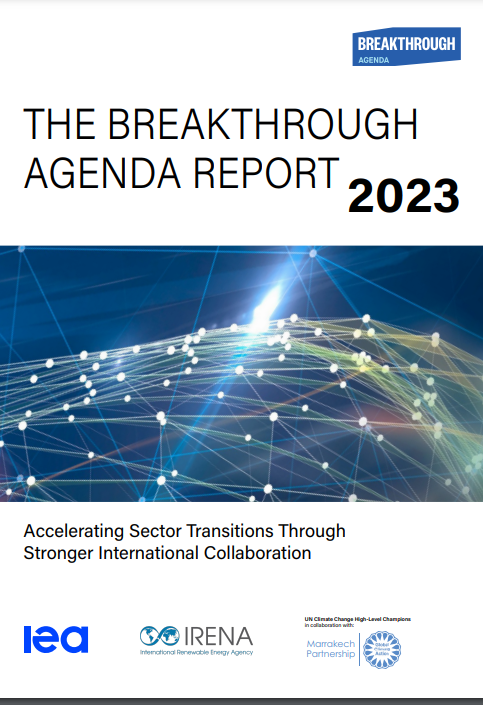 BREAKTHROUGH
AGENDA
THE BREAKTHROUGH
AGENDA REPORT
2023
Accelerating Sector Transitions Through
Stronger International Collaboration
iea
IRENA
International Renewable Energy Agency
UN Climate Change High-Level Champions
in collaboration with:
Marrakech
Partnership
Global
Climate
Action